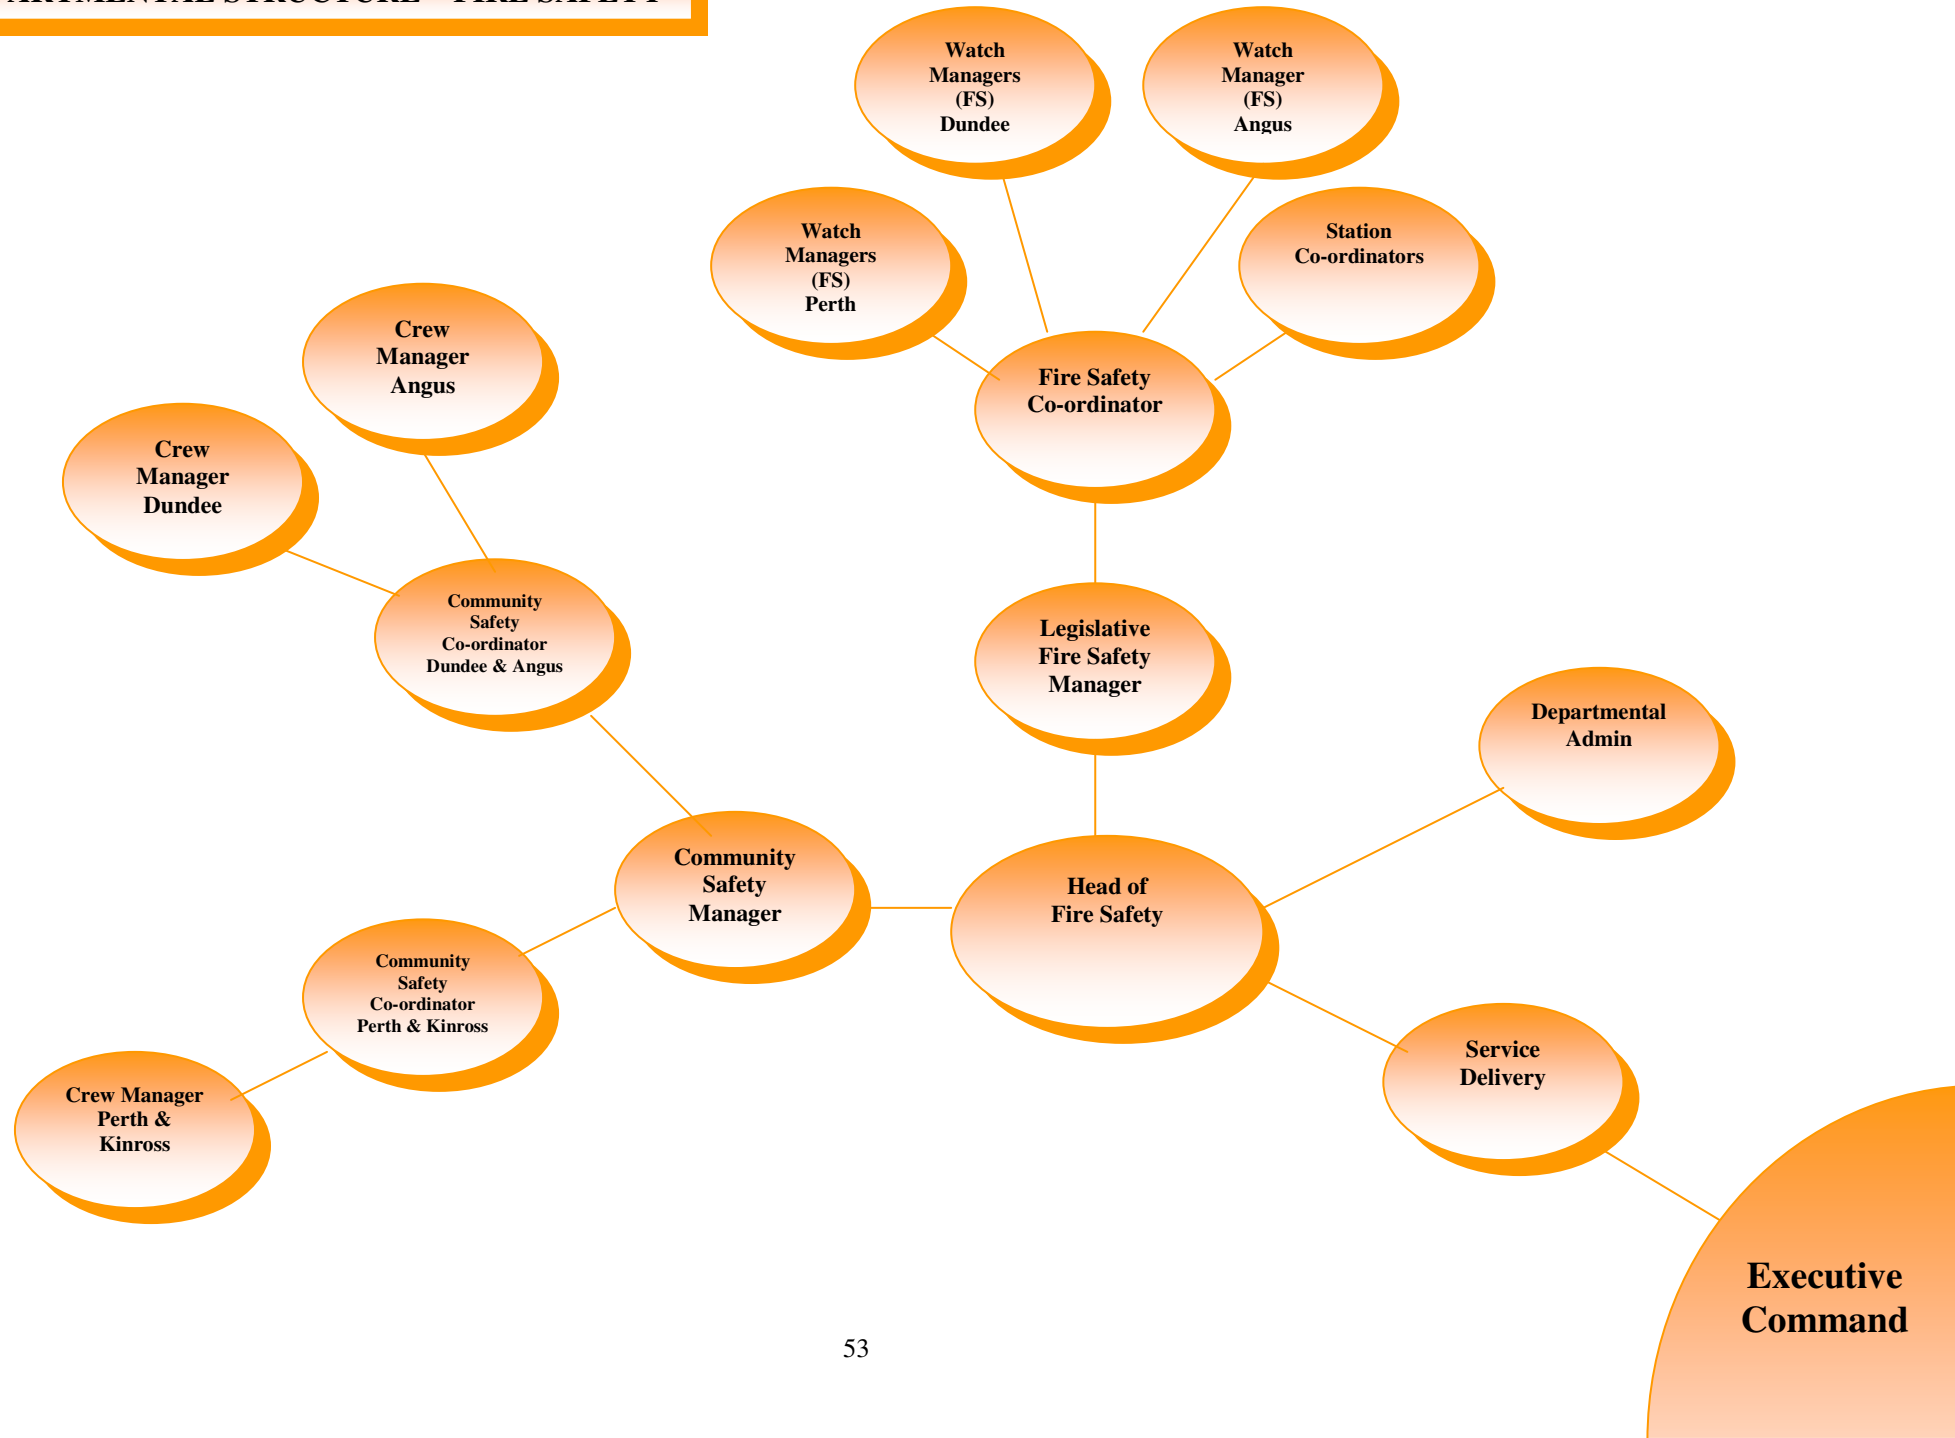 STRUCTURE
FIRE SAFETY
Watch
Managers
(FS)
Dundee
Watch
Manager
(FS)
Angus
Watch
Managers
(FS)
Perth
Station
Co-ordinators
Crew
Manager
Angus
Fire Safety
Co-ordinator
Crew
Manager
Dundee
Community
Safety
Co-ordinator
Dundee & Angus
Legislative
Fire Safety
Manager
Departmental
Admin
Community
Safety
Manager
Head of
Fire Safety
Community
Safety
Co-ordinator
Perth & Kinross
Service
Delivery
Crew Manager
Perth &
Kinross
Executive
Command
53